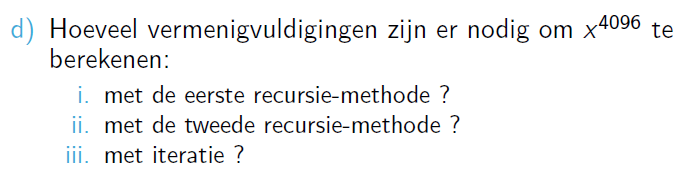 d) Hoeveel vermenigvuldigingen zijn er nodig om x⁴⁰⁹⁶ te
berekenen:
i. met de eerste recursie-methode ?
ii. met de tweede recursie-methode ?
iii. met iteratie ?